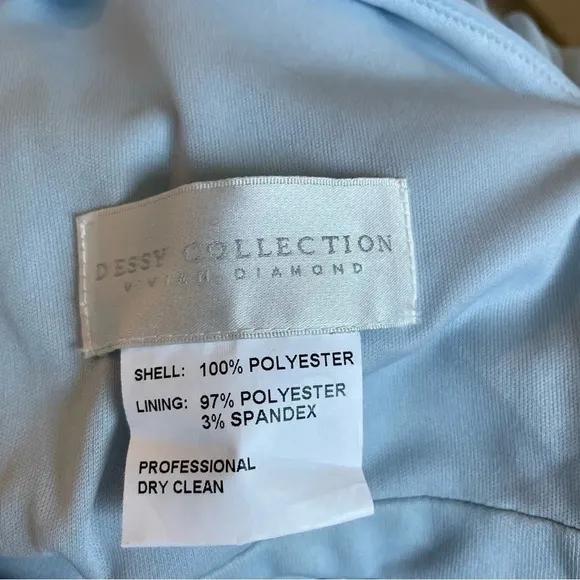 DESSY COLLECTION
VIVIAN DIAMOND
SHELL: 100% POLYESTER
LINING: 97% POLYESTER
3% SPANDEX
PROFESSIONAL
DRY CLEAN